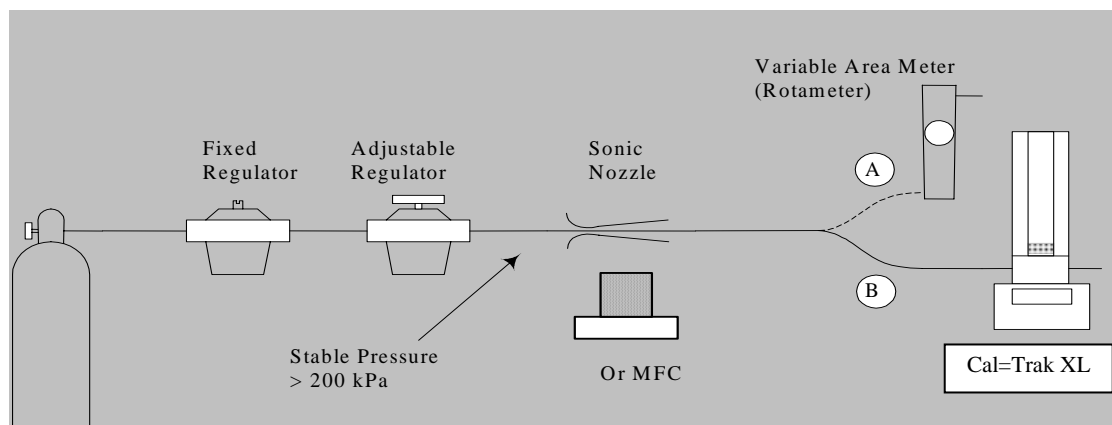 Variable Area Meter
(Rotameter)
Fixed
Regulator
Adjustable
Regulator
Sonic
Nozzle
A
B
Stable Pressure
> 200 kPa
Or MFC
Cal=Trak XL